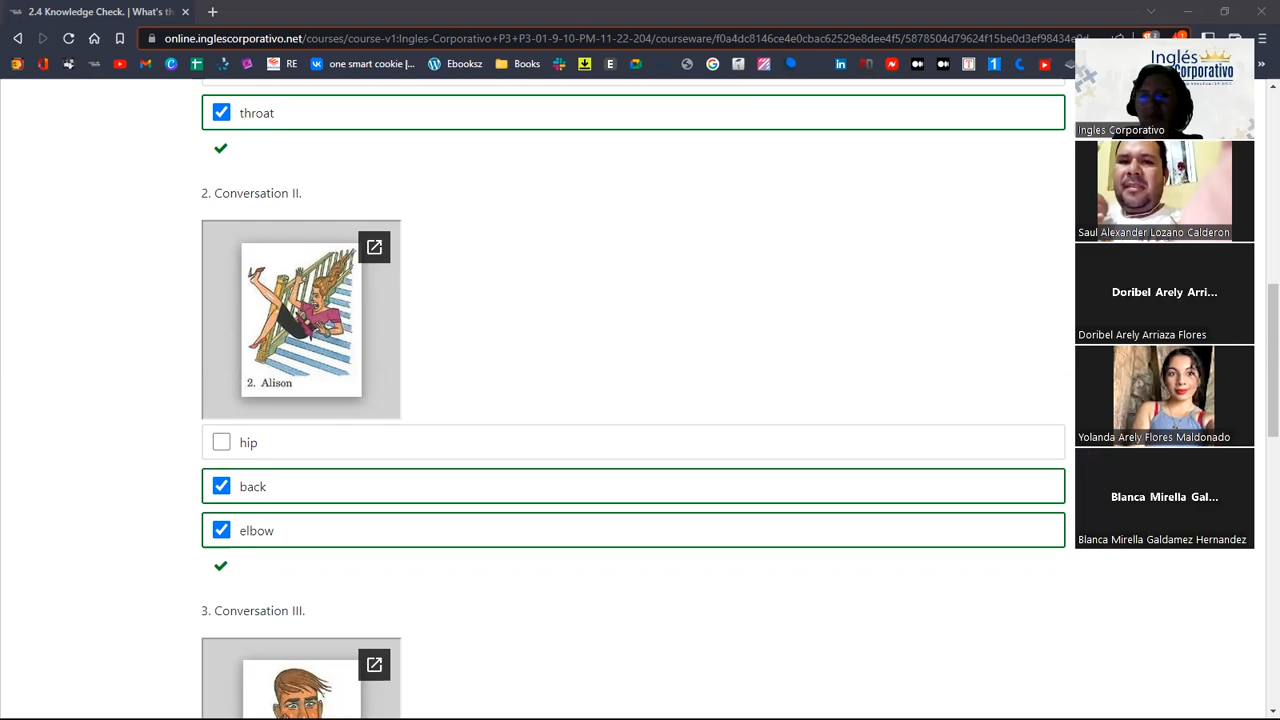 2.4 Knowledge Check. | What's th
online.inglescorporativo.net/courses/course-v1:Ingles-Corporativo+P3+P3-01-9-10-PM-11-22-204/courseware/f0a4dc8146ce4e0cbac62529e8dee4f5/5878504d79624f15be0d3ef98434e9d
RE
one smart cookie [...
Ebooksz
Books
throat
2. Conversation II.
2. Alison
hip
back
elbow
3. Conversation III.
Inglés
Corporativo
Ingles Corporativo
Saul Alexander Lozano Calderon
Doribel Arely Arri...
Doribel Arely Arriaza Flores
Yolanda Arely Flores Maldonado
Blanca Mirella Gal...
Blanca Mirella Galdamez Hernandez